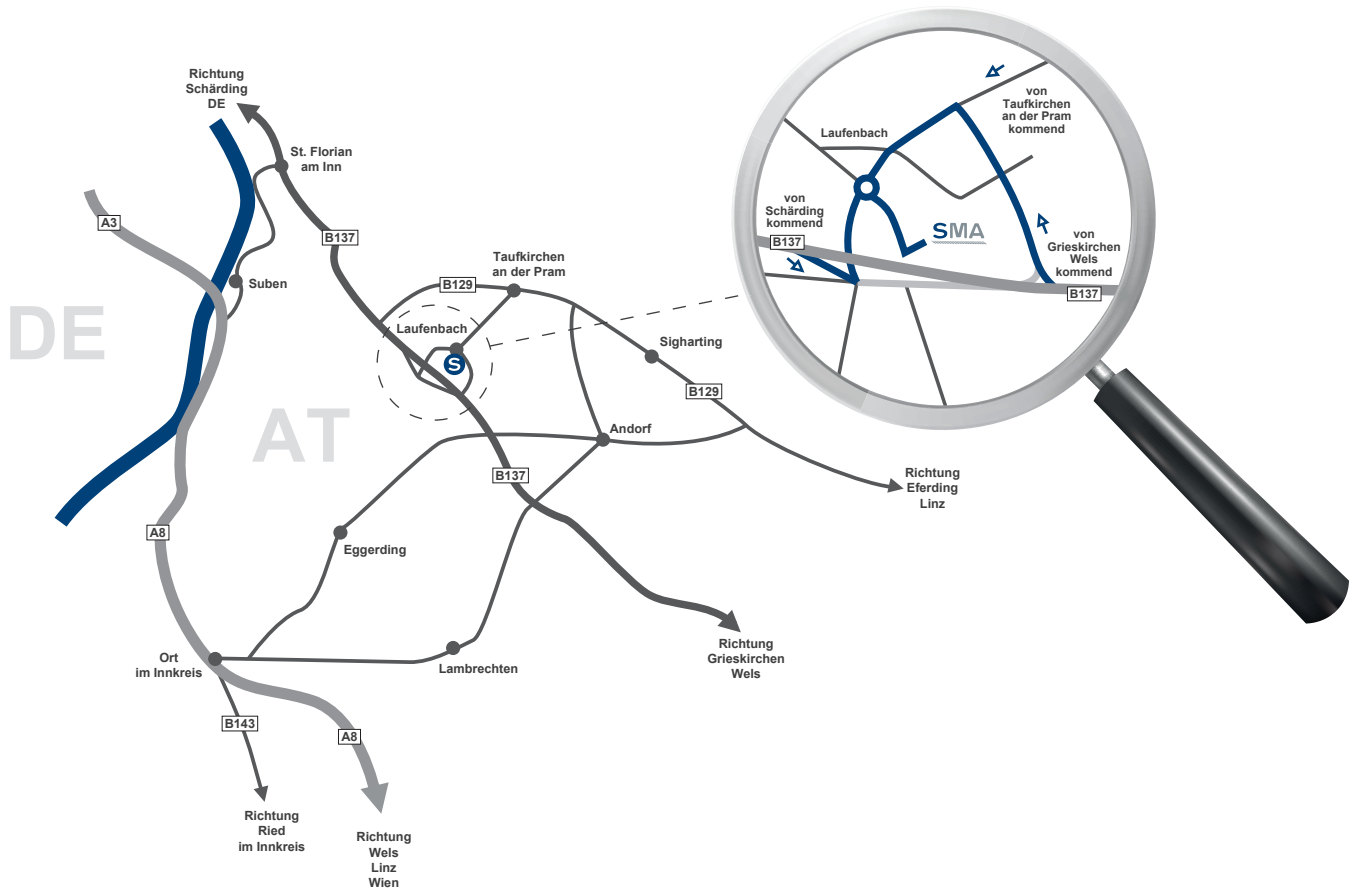 Richtung
Schärding
DE
St. Florian
am Inn
A3
B137
Suben
DE
AT
Taufkirchen
an der Pram
B129
Laufenbach
S
Sigharting
B129
Andorf
B137
Richtung
Eferding
Linz
A8
Eggerding
Ort
im Innkreis
Lambrechten
Richtung
Grieskirchen
Wels
B143
A8
Richtung
Ried
im Innkreis
Richtung
Wels
Linz
Wien
von
Taufkirchen
an der Pram
kommend
Laufenbach
von
Schärding
kommend
B137
SMA
von
Grieskirchen
Wels
kommend
B137